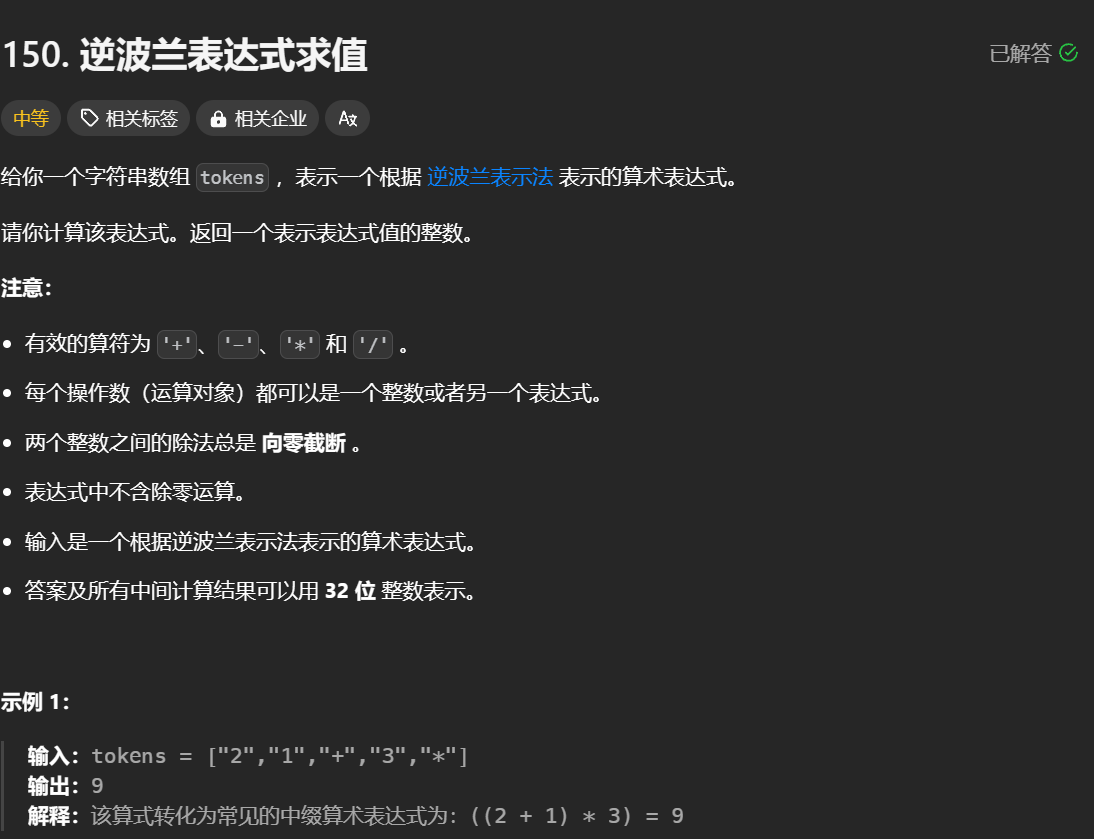 150. 逆波兰表达式求值
已解答
中等
相关标签
相关企业
给你一个字符串数组 tokens ，表示一个根据 逆波兰表示法 表示的算术表达式。
请你计算该表达式。返回一个表示表达式值的整数。
注意：
有效的算符为 '+'、'-'、'*' 和 '/' 。
每个操作数（运算对象）都可以是一个整数或者另一个表达式。
两个整数之间的除法总是 向零截断 。
表达式中不含除零运算。
输入是一个根据逆波兰表示法表示的算术表达式。
答案及所有中间计算结果可以用 32 位 整数表示。
示例 1：
输入：tokens = ["2","1","+","3","*"]
输出：9
解释：该算式转化为常见的中缀算术表达式为：((2 + 1) * 3) = 9